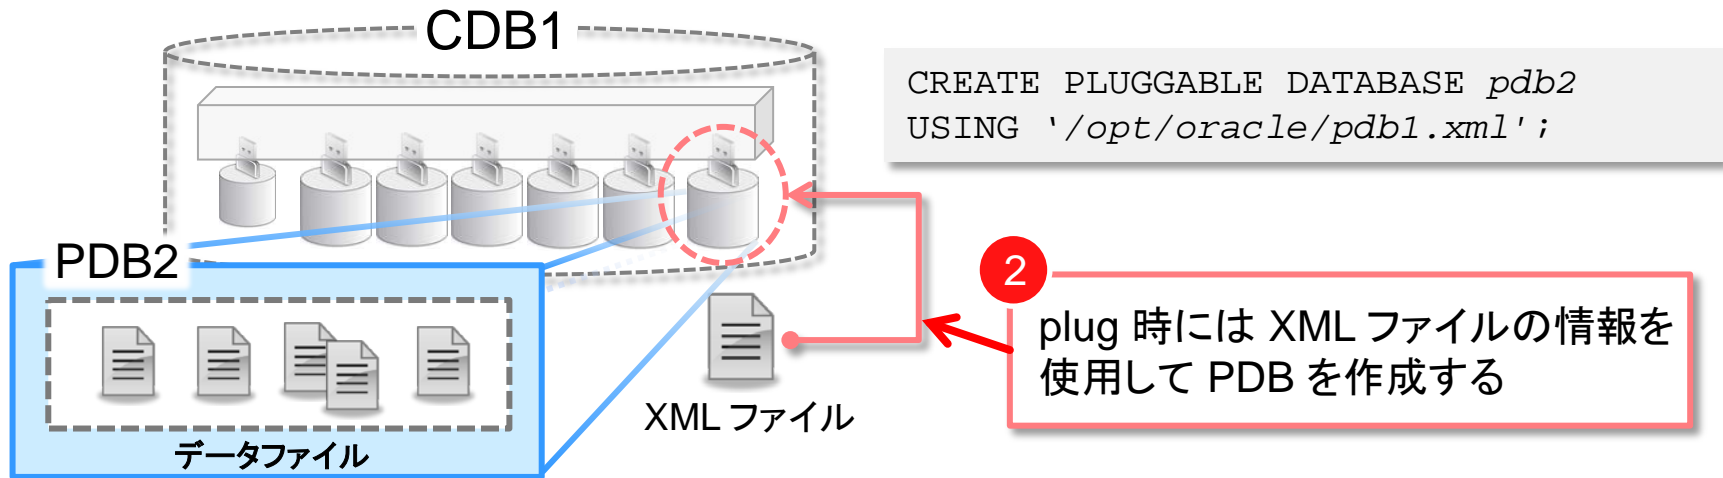 CDB1
CREATE PLUGGABLE DATABASE pdb2
USING ‘/opt/oracle/pdb1.xml';
PDB2
2
plug 時には XML ファイルの情報を
使用して PDB を作成する
XML ファイル
データファイル